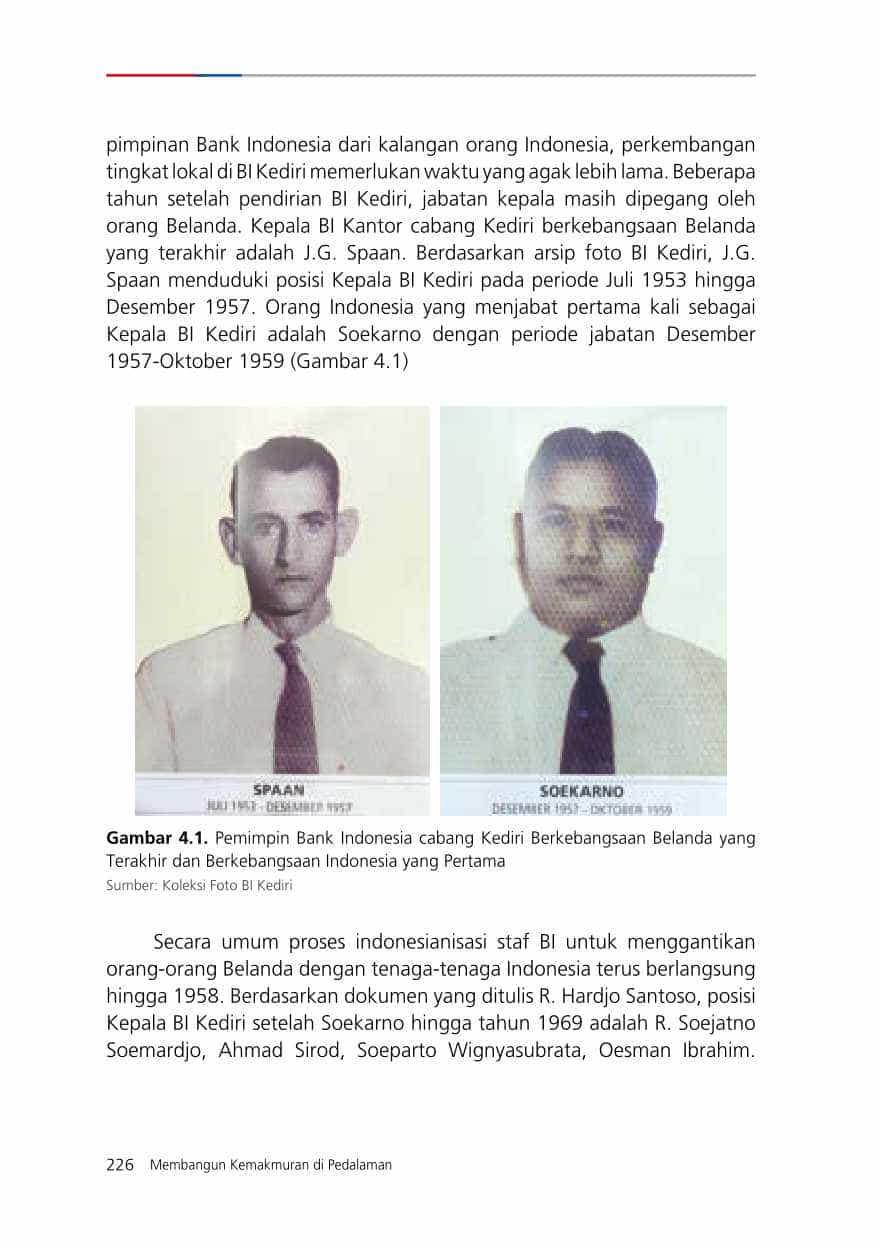 pimpinan Bank Indonesia dari kalangan orang Indonesia, perkembangan
tingkat lokal di BI Kediri memerlukan waktu yang agak lebih lama. Beberapa
tahun setelah pendirian BI Kediri, jabatan kepala masih dipegang oleh
orang Belanda. Kepala BI Kantor cabang Kediri berkebangsaan Belanda
yang terakhir adalah J.G. Spaan. Berdasarkan arsip foto BI Kediri, J.G.
Spaan menduduki posisi Kepala BI Kediri pada periode Juli 1953 hingga
Desember 1957. Orang Indonesia yang menjabat pertama kali sebagai
Kepala BI Kediri adalah Soekarno dengan periode jabatan Desember
1957-Oktober 1959 (Gambar 4.1)
SPAAN
JULI 1953 - DESEMBER 1957
SOEKARNO
DESEMBER 1957 - OKTOBER 1959
Gambar 4.1. Pemimpin Bank Indonesia cabang Kediri Berkebangsaan Belanda yang
Terakhir dan Berkebangsaan Indonesia yang Pertama
Sumber: Koleksi Foto BI Kediri
Secara umum proses indonesianisasi staf BI untuk menggantikan
orang-orang Belanda dengan tenaga-tenaga Indonesia terus berlangsung
hingga 1958. Berdasarkan dokumen yang ditulis R. Hardjo Santoso, posisi
Kepala BI Kediri setelah Soekarno hingga tahun 1969 adalah R. Soejatno
Soemardjo, Ahmad Sirod, Soeparto Wignyasubrata, Oesman Ibrahim.
226 Membangun Kemakmuran di Pedalaman